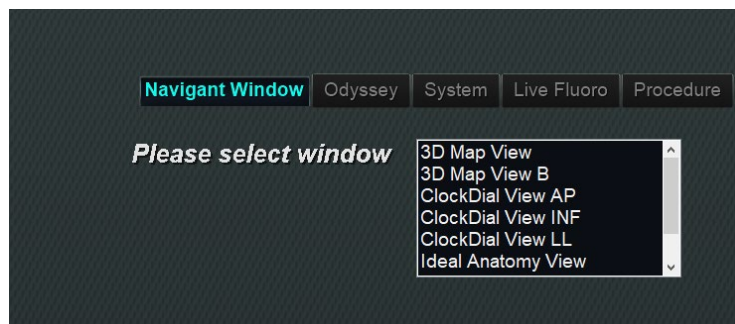 Navigant Window Odyssey System Live Fluoro Procedure
Please select window
3D Map View
3D Map View B
ClockDial View AP
ClockDial View INF
ClockDial View LL
Ideal Anatomy View